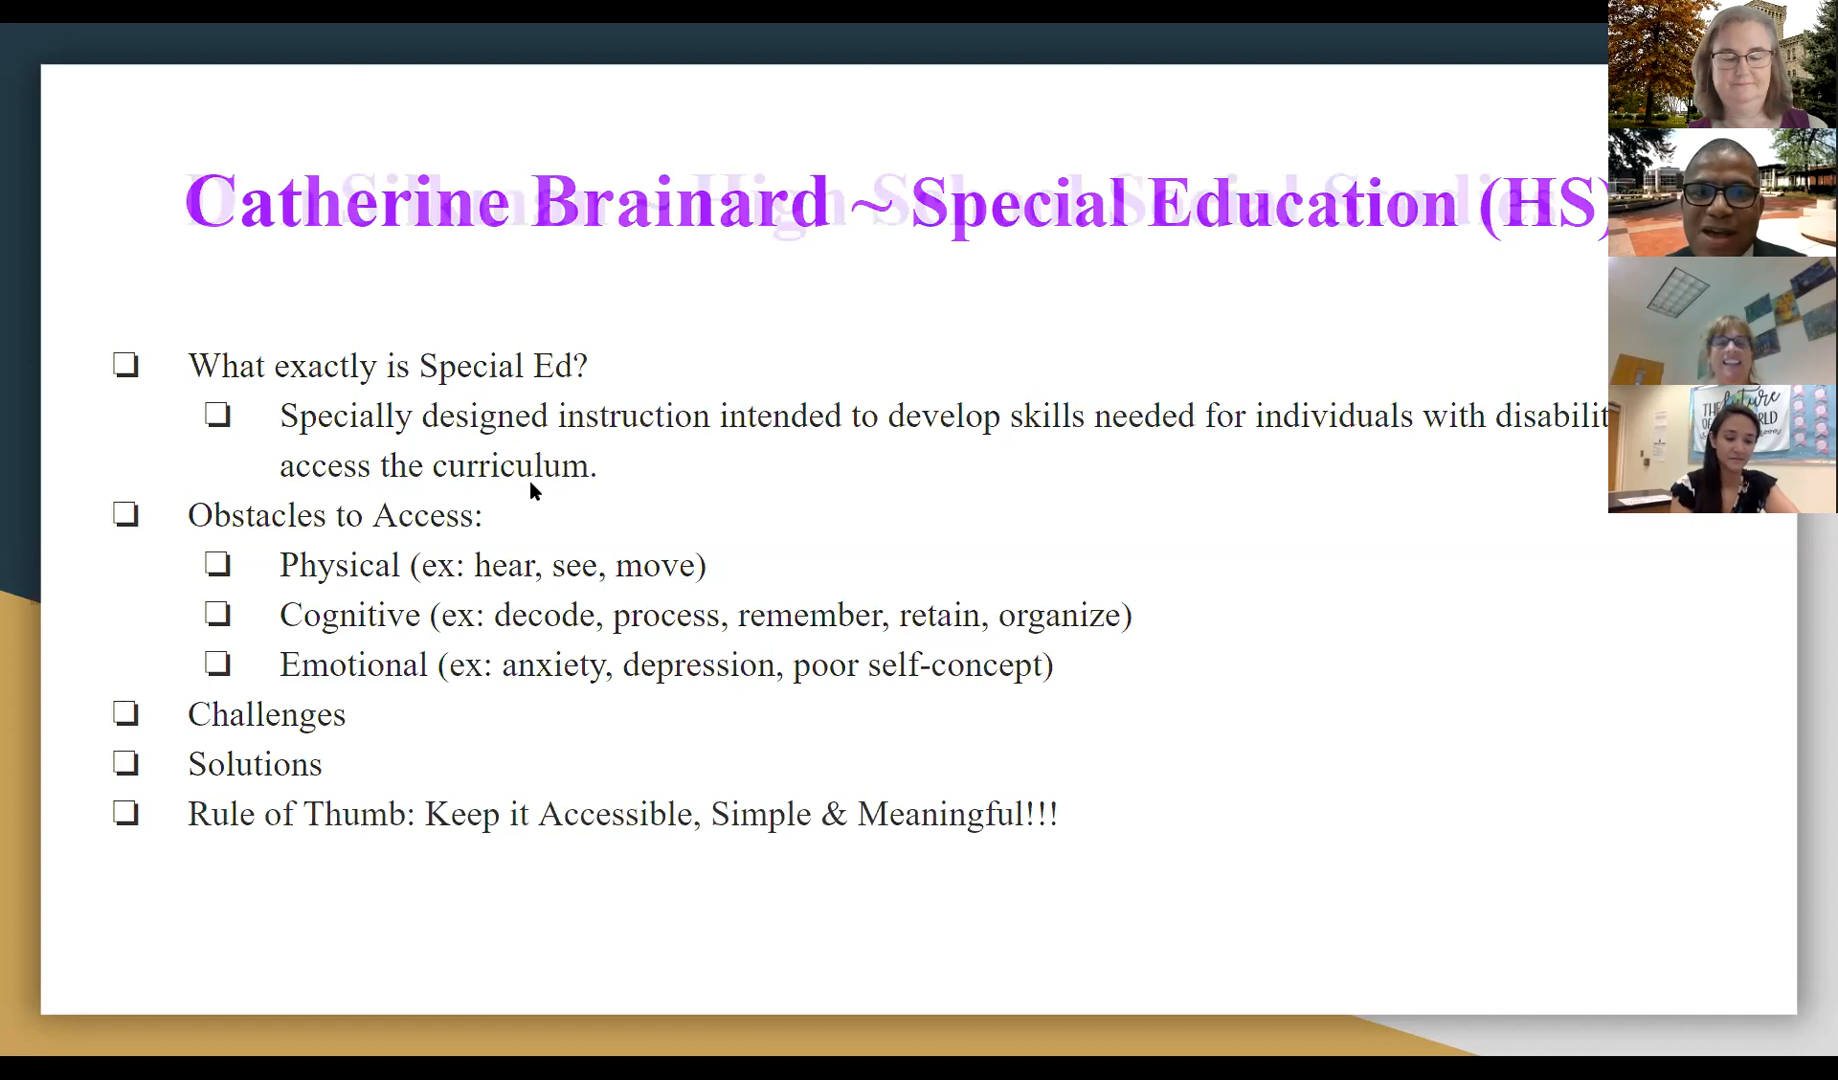 Catherine Brainard ~ Special Education (HS)
❏ What exactly is Special Ed?
❏ Specially designed instruction intended to develop skills needed for individuals with disabilit
access the curriculum.
❏ Obstacles to Access:
❏ Physical (ex: hear, see, move)
❏ Cognitive (ex: decode, process, remember, retain, organize)
❏ Emotional (ex: anxiety, depression, poor self-concept)
❏ Challenges
❏ Solutions
❏ Rule of Thumb: Keep it Accessible, Simple & Meaningful!!!
THE future